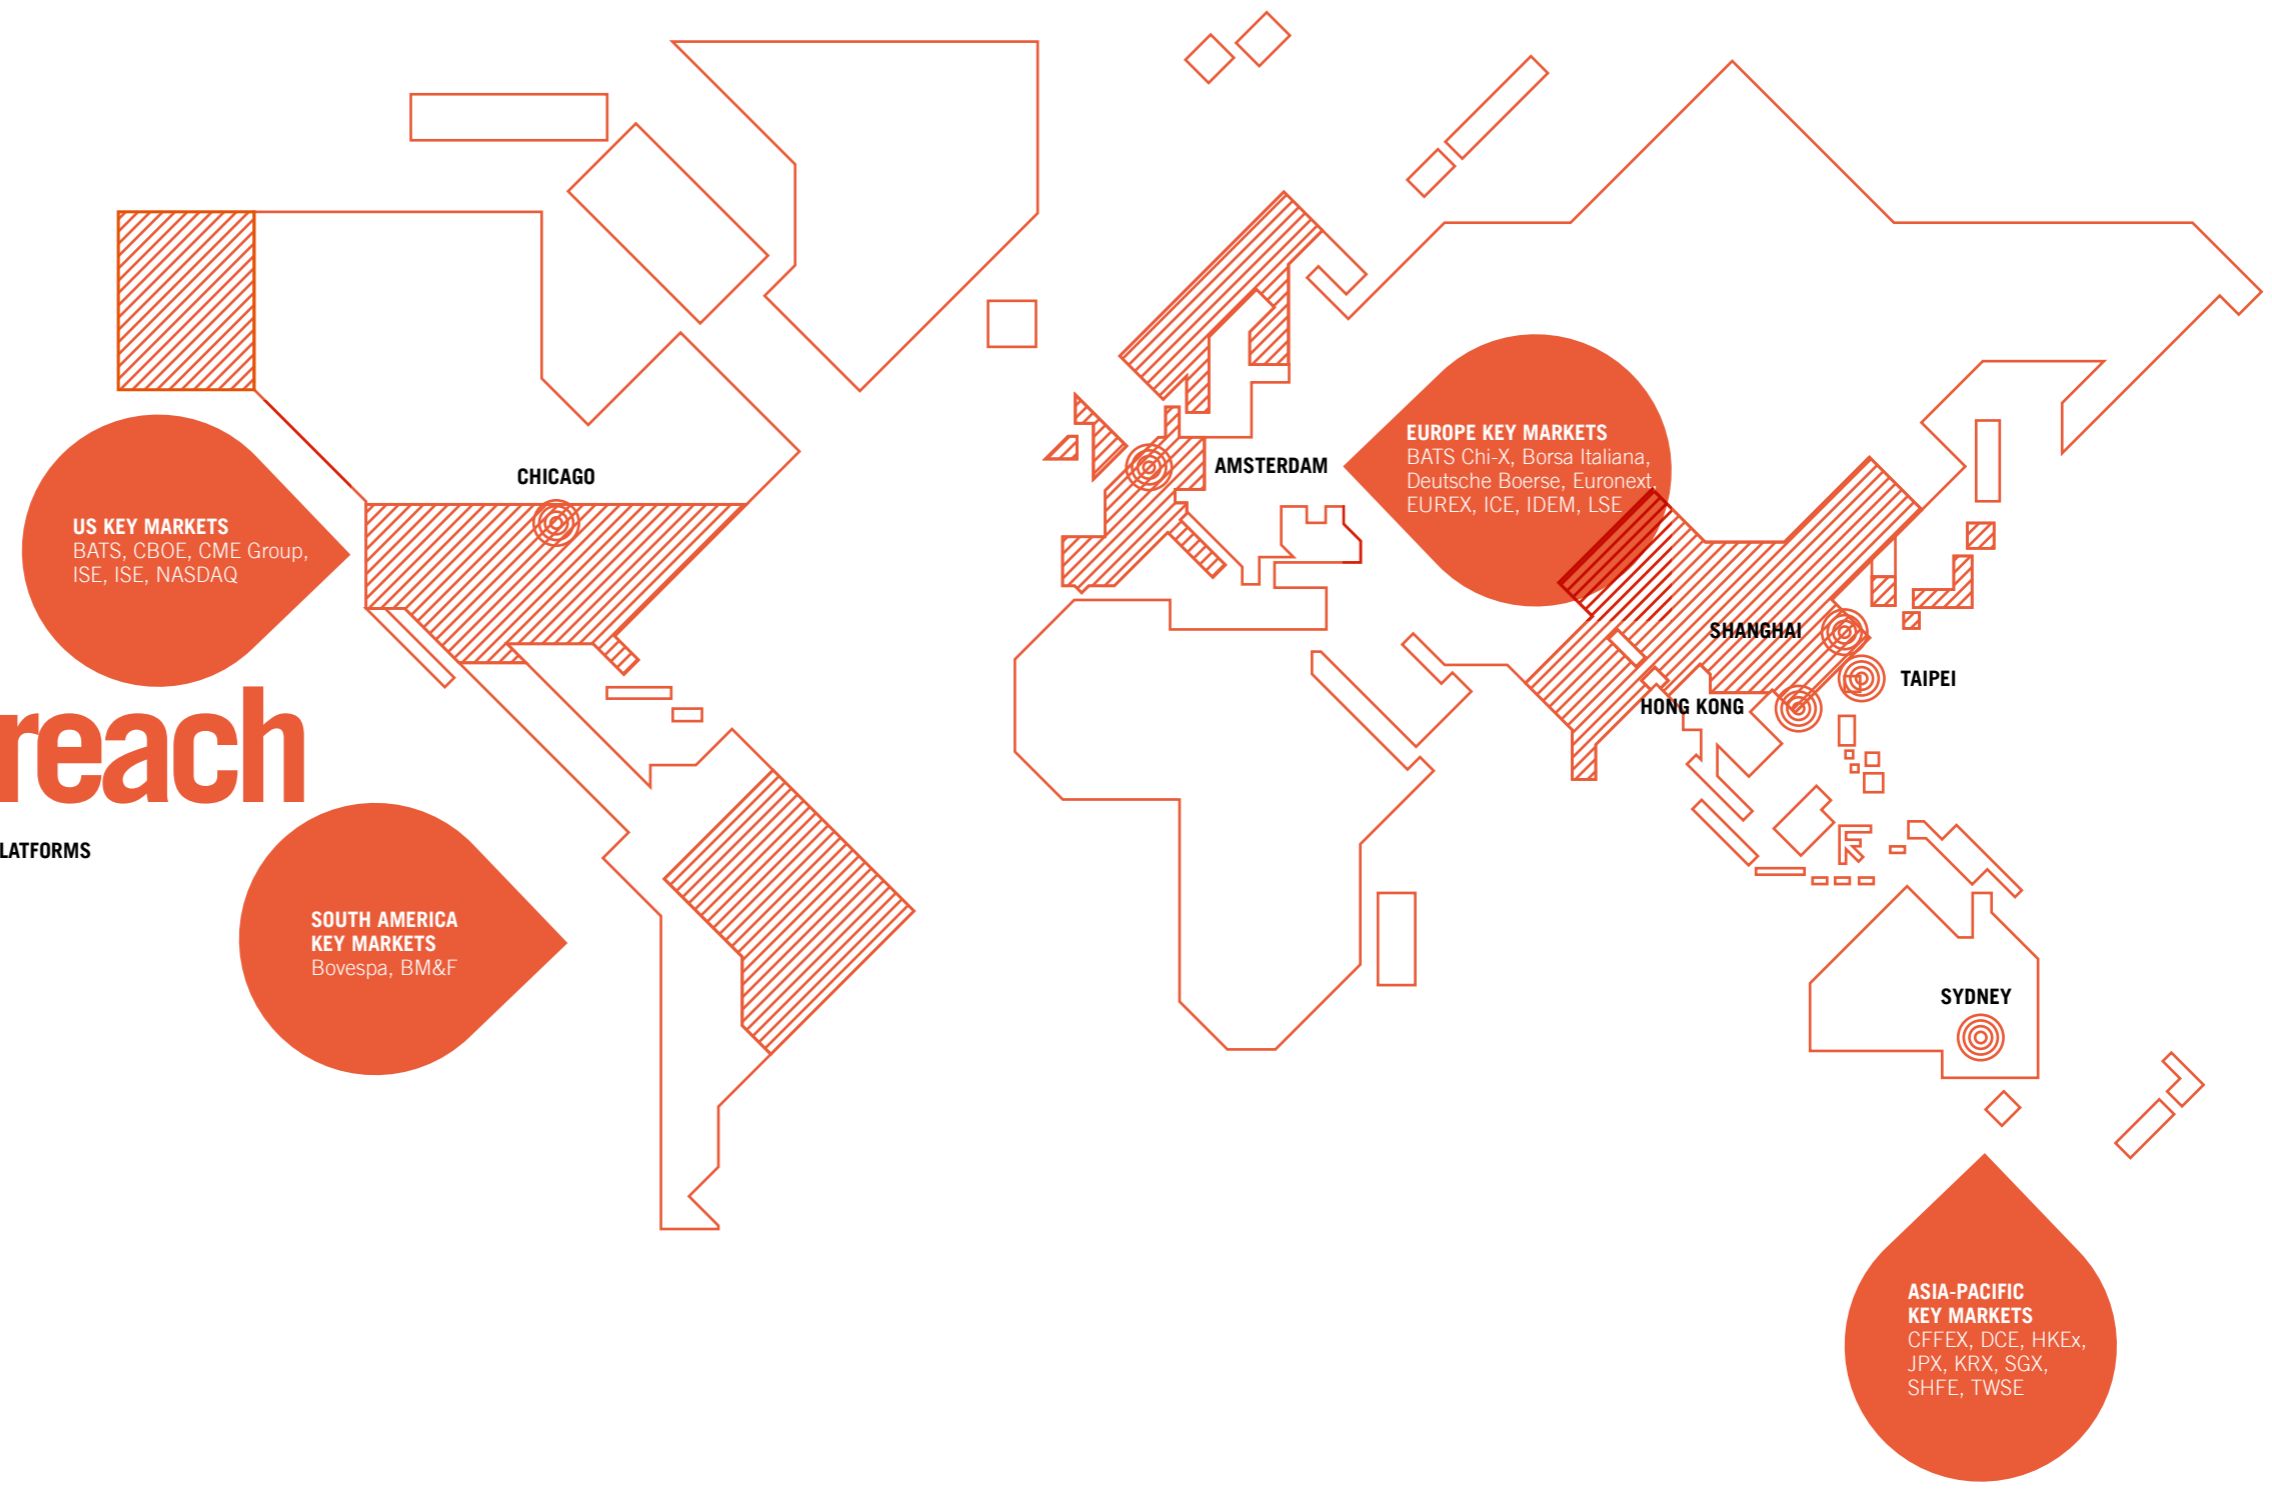 CHICAGO
AMSTERDAM
EUROPE KEY MARKETS
BATS Chi-X, Borsa Italiana,
Deutsche Boerse, Euronext,
EUREX, ICE, IDEM, LSE
US KEY MARKETS
BATS, CBOE, CME Group,
ISE, ISE, NASDAQ
SHANGHAI
TAIPEI
HONG KONG
reach
LATFORMS
SOUTH AMERICA
KEY MARKETS
Bovespa, BM&F
SYDNEY
ASIA-PACIFIC
KEY MARKETS
CFFEX, DCE, HKEx,
JPX, KRX, SGX,
SHFE, TWSE